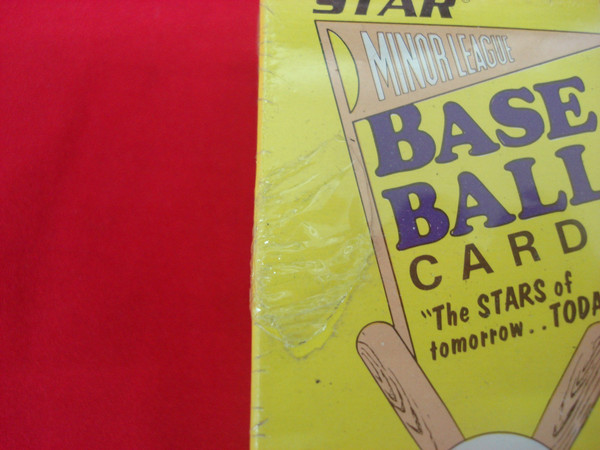 STAR
MINOR LEAGUE
BASE
BALL
CARD
"The STARS of
tomorrow..TODA